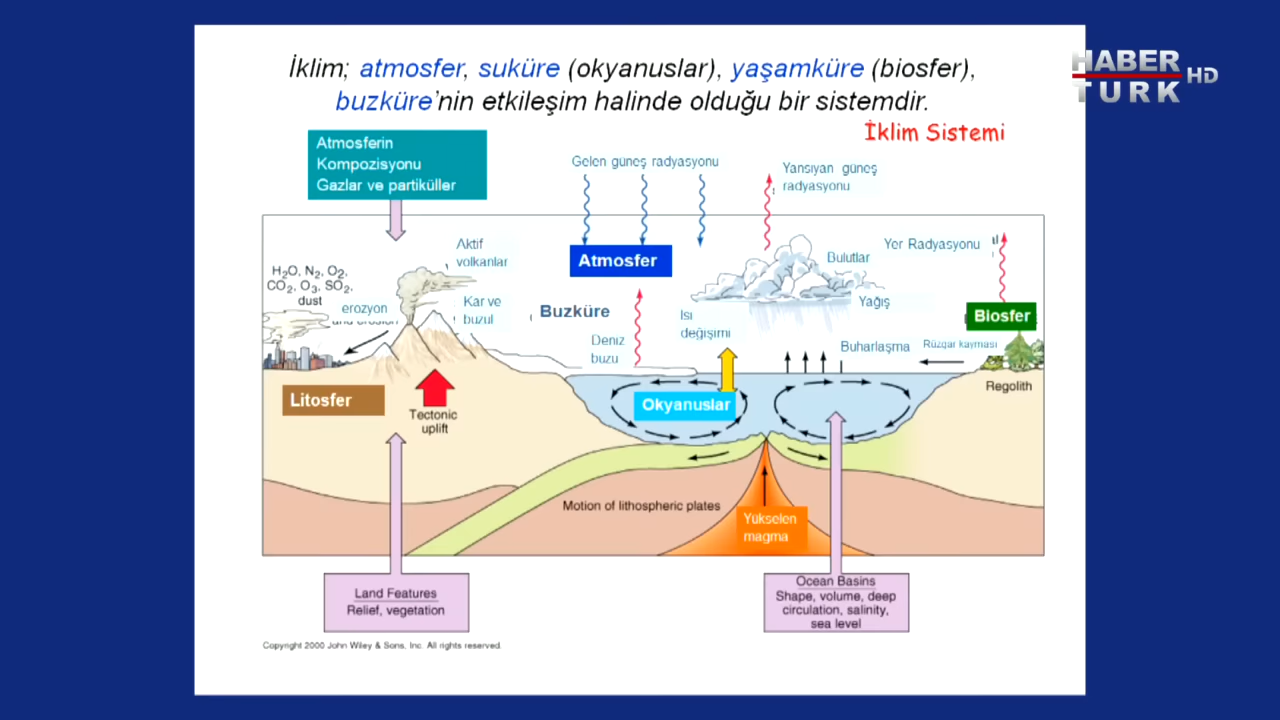 İklim; atmosfer, suküre (okyanuslar), yaşamküre (biosfer),
buzküre'nin etkileşim halinde olduğu bir sistemdir.
HABER
TURK HD
İklim Sistemi
Atmosferin
Kompozisyonu
Gazlar ve partiküller
Gelen güneş radyasyonu
Yansıyan güneş
radyasyonu
Aktif
volkanlar
Atmosfer
Bulutlar
Yer Radyasyonu
H2O, N2, O2,
CO2, O3, SO2,
dust
erozyon
Kar ve
buzul
Buzküre
Isı
değişimi
Yağış
Biosfer
Deniz
buzu
Buharlaşma
Rüzgar kayması
Litosfer
Tectonic
uplift
Okyanuslar
Regolith
Motion of lithospheric plates
Yükselen
magma
Land Features
Relief, vegetation
Ocean Basins
Shape, volume, deep
circulation, salinity,
sea level
Copyright 2000 John Wiley & Sons, Inc. All rights reserved.